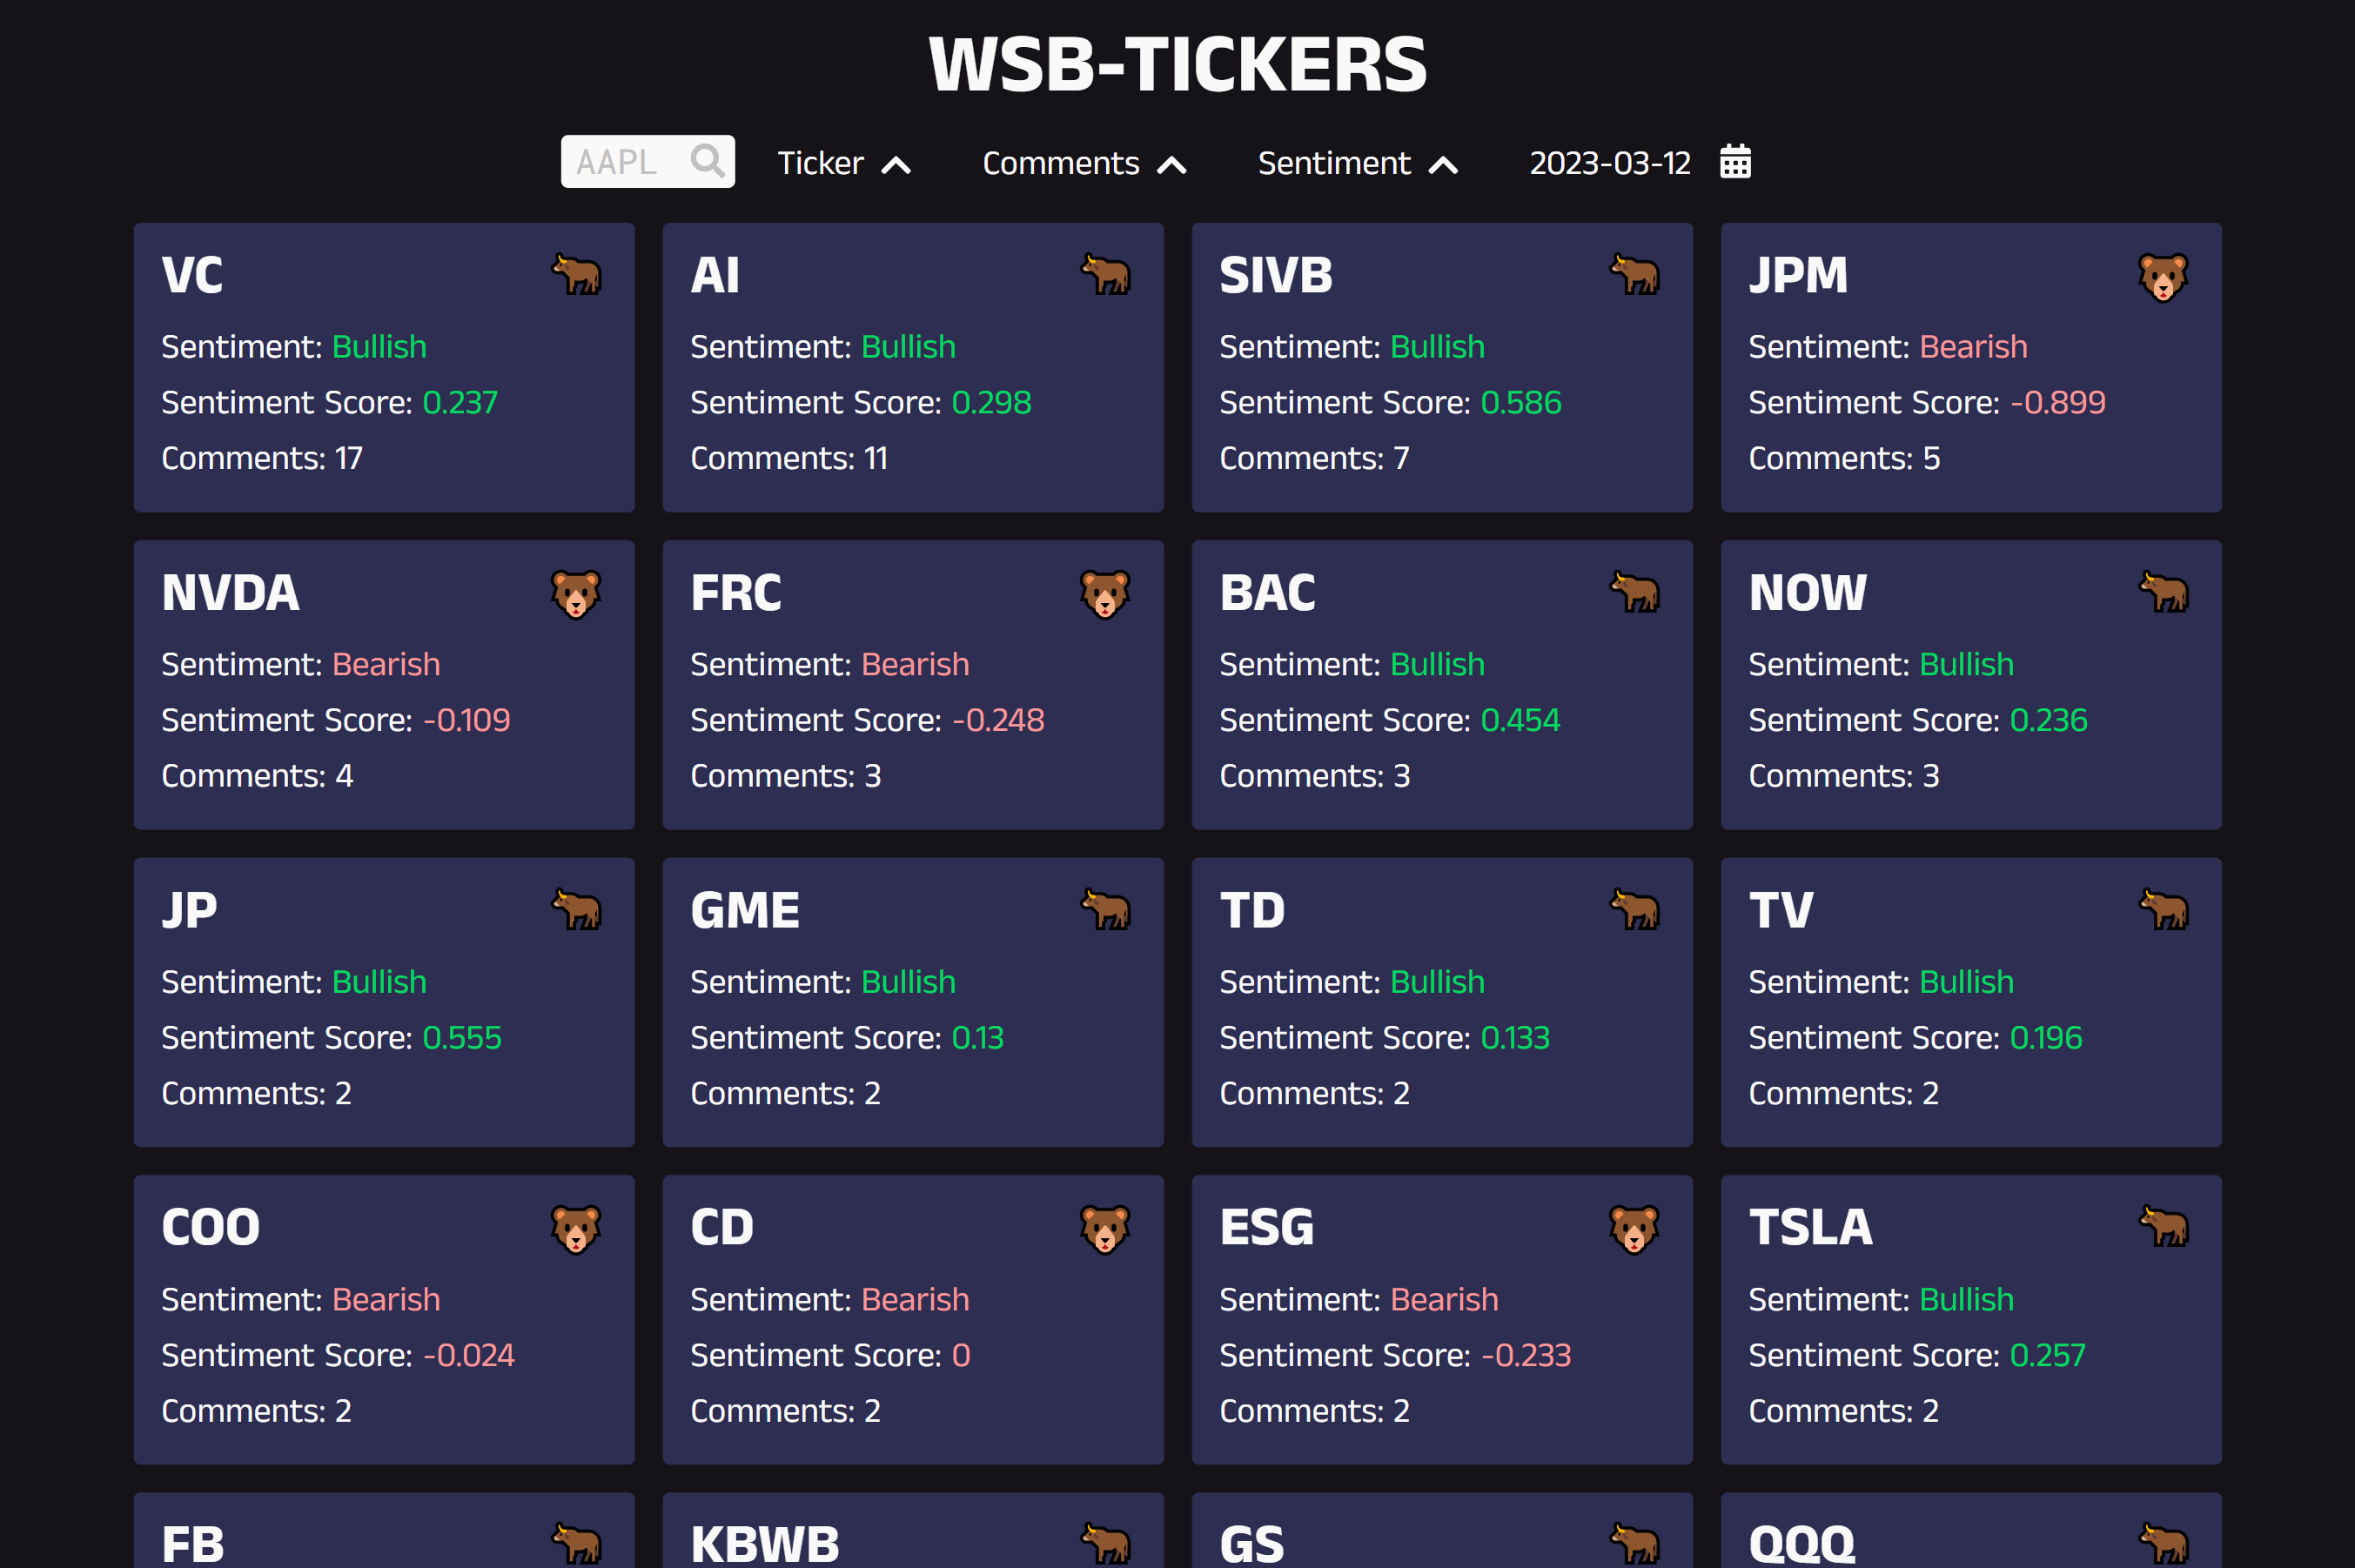 WSB-TICKERS
AAPL Ticker Comments Sentiment 2023-03-12
VC
Sentiment: Bullish
Sentiment Score: 0.237
Comments: 17
AI
Sentiment: Bullish
Sentiment Score: 0.298
Comments: 11
SIVB
Sentiment: Bullish
Sentiment Score: 0.586
Comments: 7
JPM
Sentiment: Bearish
Sentiment Score: -0.899
Comments: 5
NVDA
Sentiment: Bearish
Sentiment Score: -0.109
Comments: 4
FRC
Sentiment: Bearish
Sentiment Score: -0.248
Comments: 3
BAC
Sentiment: Bullish
Sentiment Score: 0.454
Comments: 3
NOW
Sentiment: Bullish
Sentiment Score: 0.236
Comments: 3
JP
Sentiment: Bullish
Sentiment Score: 0.555
Comments: 2
GME
Sentiment: Bullish
Sentiment Score: 0.13
Comments: 2
TD
Sentiment: Bullish
Sentiment Score: 0.133
Comments: 2
TV
Sentiment: Bullish
Sentiment Score: 0.196
Comments: 2
COO
Sentiment: Bearish
Sentiment Score: -0.024
Comments: 2
CD
Sentiment: Bearish
Sentiment Score: 0
Comments: 2
ESG
Sentiment: Bearish
Sentiment Score: -0.233
Comments: 2
TSLA
Sentiment: Bullish
Sentiment Score: 0.257
Comments: 2
FB
KBWB
GS
QQQ